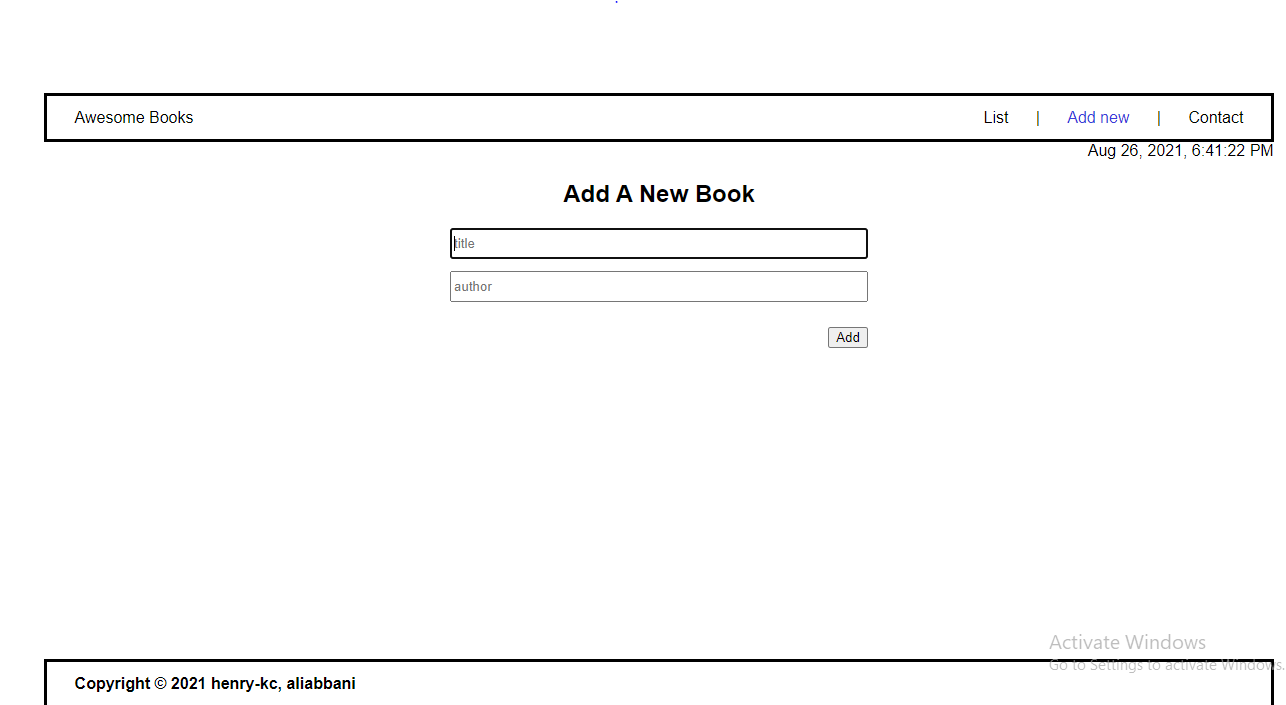 Awesome Books List | Add new | Contact
Aug 26, 2021, 6:41:22 PM
Add A New Book
title
author
Add
Activate Windows
Go to Settings to activate Windows.
Copyright © 2021 henry-kc, aliabbani